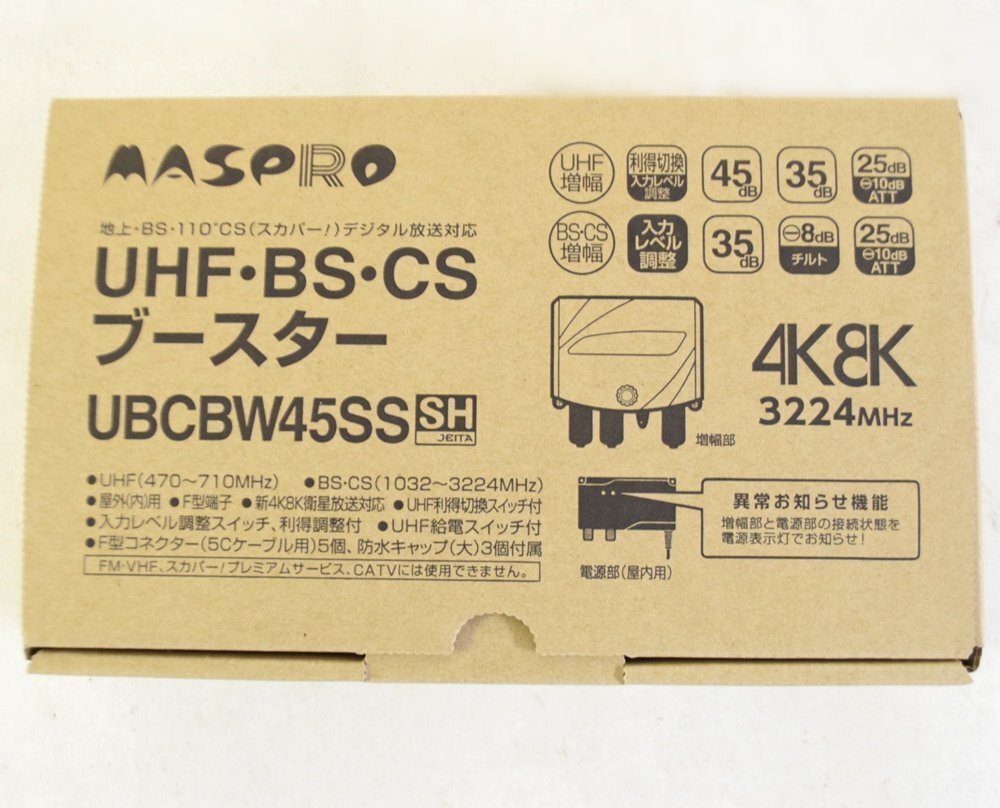 MASPRO
地上・BS・110°CS(スカパー!)デジタル放送対応
UHF・BS・CS
ブースター
UBCBW45SS SH JEITA
●UHF(470～710MHz) ●BS・CS(1032～3224MHz)
●屋外(内)用 ●F型端子 ●新4K8K衛星放送対応 ●UHF利得切換スイッチ付
●入力レベル調整スイッチ、利得調整付 ●UHF給電スイッチ付
●F型コネクター(5Cケーブル用)5個、防水キャップ(大)3個付属
FM・VHF、スカパー!プレミアムサービス、CATVには使用できません。
UHF
増幅
利得切換
入力レベル
調整
45dB
35dB
25dB
⊖10dB
ATT
BS・CS
増幅
入力
レベル
調整
35dB
⊖8dB
チルト
25dB
⊖10dB
ATT
増幅部
4K8K
3224MHz
電源部(屋内用)
異常お知らせ機能
増幅部と電源部の接続状態を
電源表示灯でお知らせ!